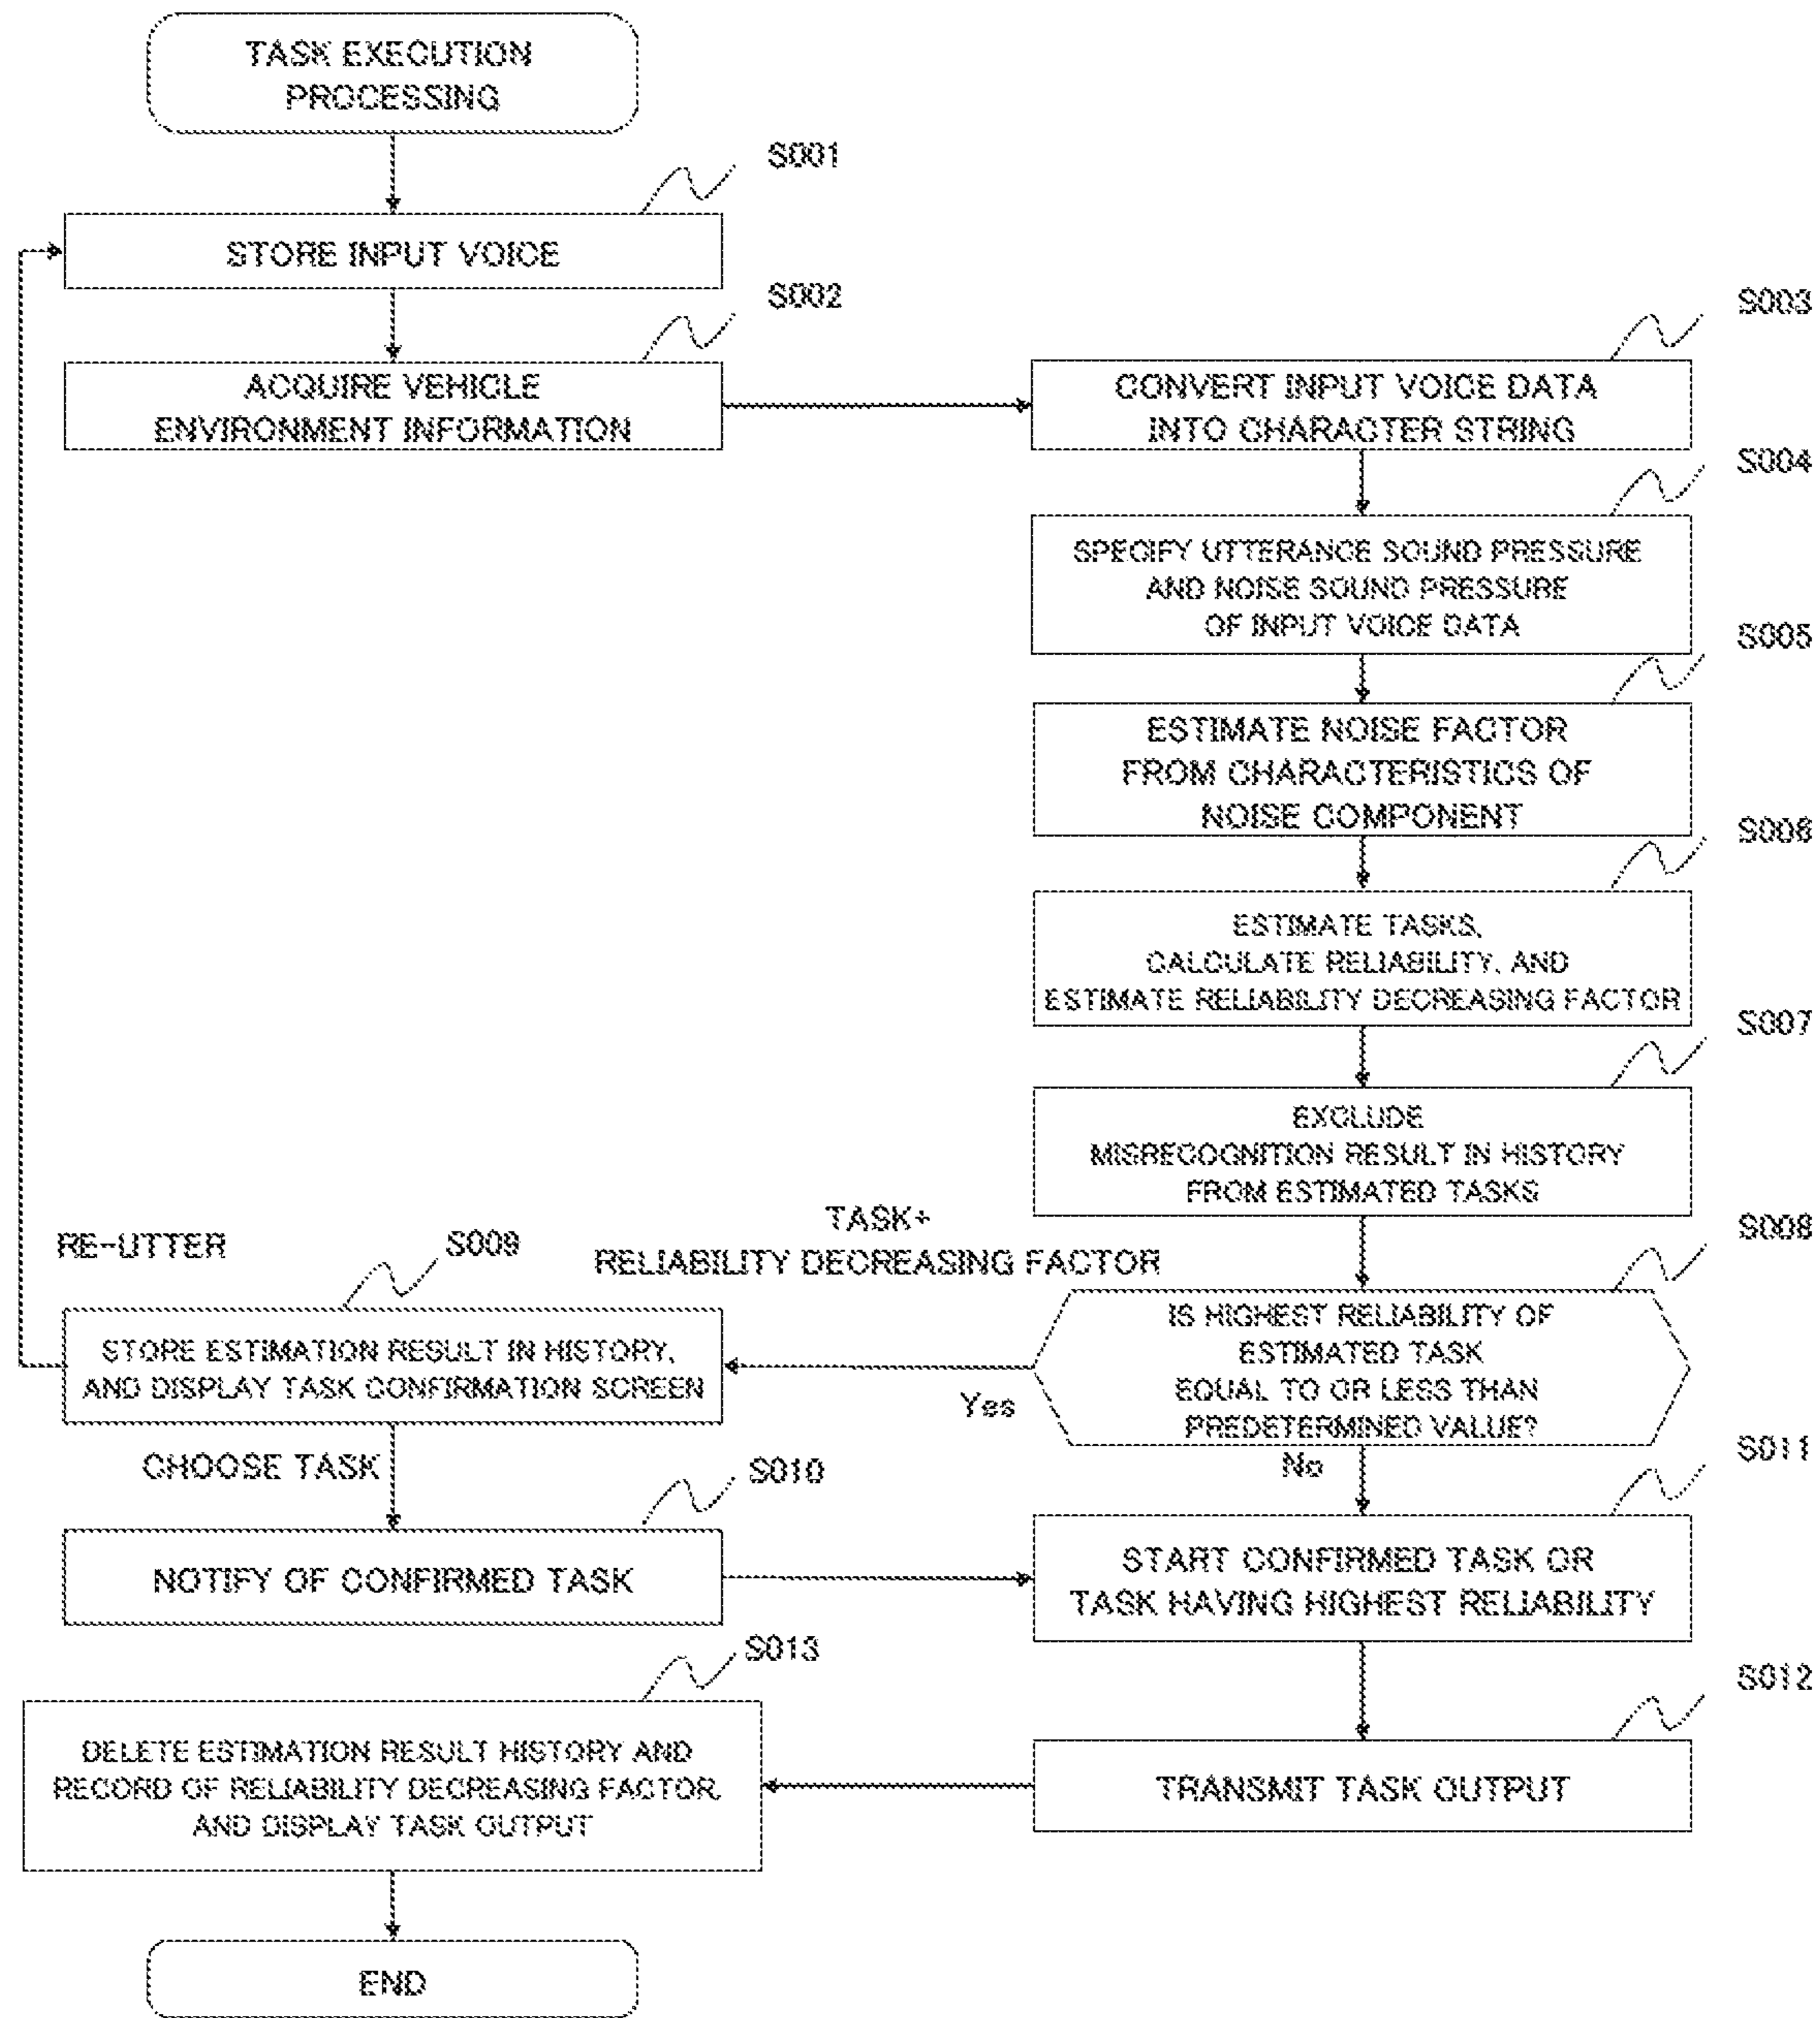 TASK EXECUTION
PROCESSING
S001
STORE INPUT VOICE
S002
ACQUIRE VEHICLE
ENVIRONMENT INFORMATION
S003
CONVERT INPUT VOICE DATA
INTO CHARACTER STRING
S004
SPECIFY UTTERANCE SOUND PRESSURE
AND NOISE SOUND PRESSURE
OF INPUT VOICE DATA
S005
ESTIMATE NOISE FACTOR
FROM CHARACTERISTICS OF
NOISE COMPONENT
S006
ESTIMATE TASKS,
CALCULATE RELIABILITY, AND
ESTIMATE RELIABILITY DECREASING FACTOR
S007
EXCLUDE
MISRECOGNITION RESULT IN HISTORY
FROM ESTIMATED TASKS
S008
IS HIGHEST RELIABILITY OF
ESTIMATED TASK
EQUAL TO OR LESS THAN
PREDETERMINED VALUE?
Yes
No
TASK+
RELIABILITY DECREASING FACTOR
RE-UTTER
S009
STORE ESTIMATION RESULT IN HISTORY,
AND DISPLAY TASK CONFIRMATION SCREEN
CHOOSE TASK
S010
NOTIFY OF CONFIRMED TASK
S011
START CONFIRMED TASK OR
TASK HAVING HIGHEST RELIABILITY
S012
TRANSMIT TASK OUTPUT
S013
DELETE ESTIMATION RESULT HISTORY AND
RECORD OF RELIABILITY DECREASING FACTOR,
AND DISPLAY TASK OUTPUT
END